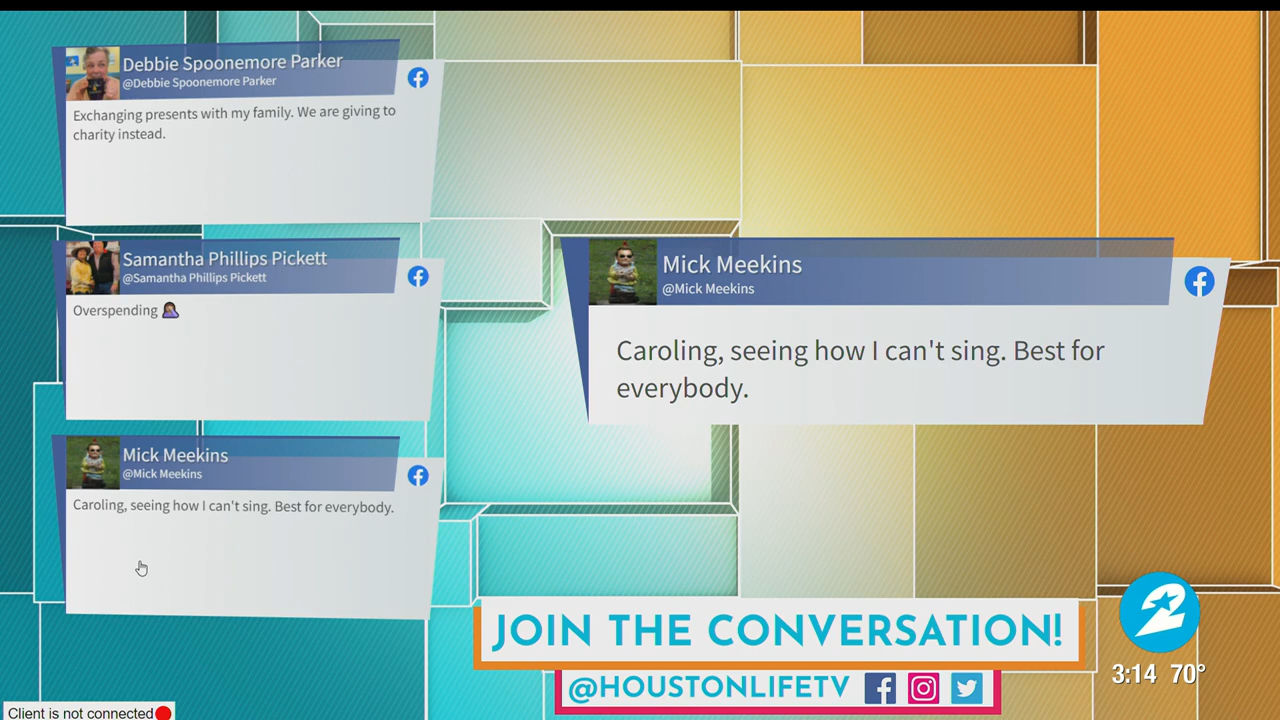 Debbie Spoonemore Parker
@Debbie Spoonemore Parker
Exchanging presents with my family. We are giving to
charity instead.
Samantha Phillips Pickett
@Samantha Phillips Pickett
Overspending 🤦🏾‍♀️
Mick Meekins
@Mick Meekins
Caroling, seeing how I can't sing. Best for everybody.
Mick Meekins
@Mick Meekins
Caroling, seeing how I can't sing. Best for
everybody.
JOIN THE CONVERSATION!
@HOUSTONLIFETV
2
3:14 70°
Client is not connected